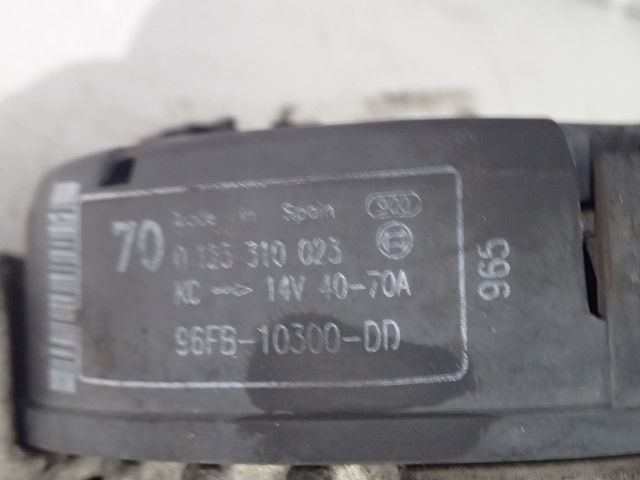 Made in Spain
70
0 123 310 023
KC --> 14V 40-70A
96FB-10300-DD
965